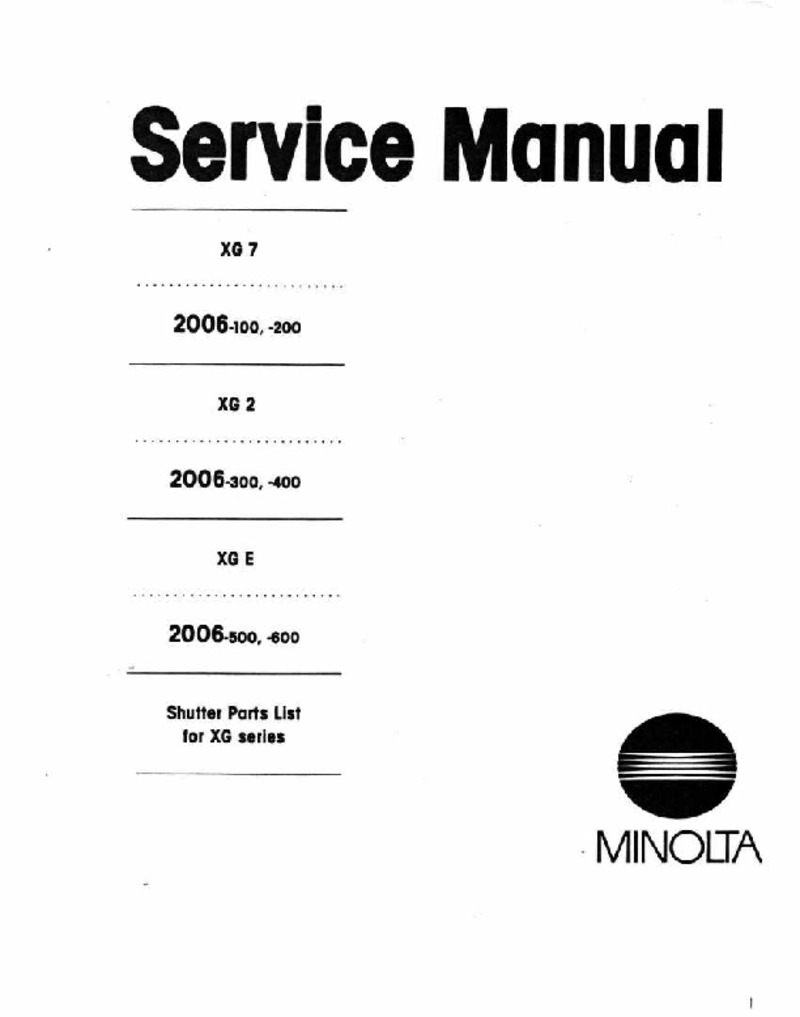 Service Manual
XG 7
2006-100, -200
XG 2
2006-300, -400
XG E
2006-500, -600
Shutter Parts List
for XG series
MINOLTA